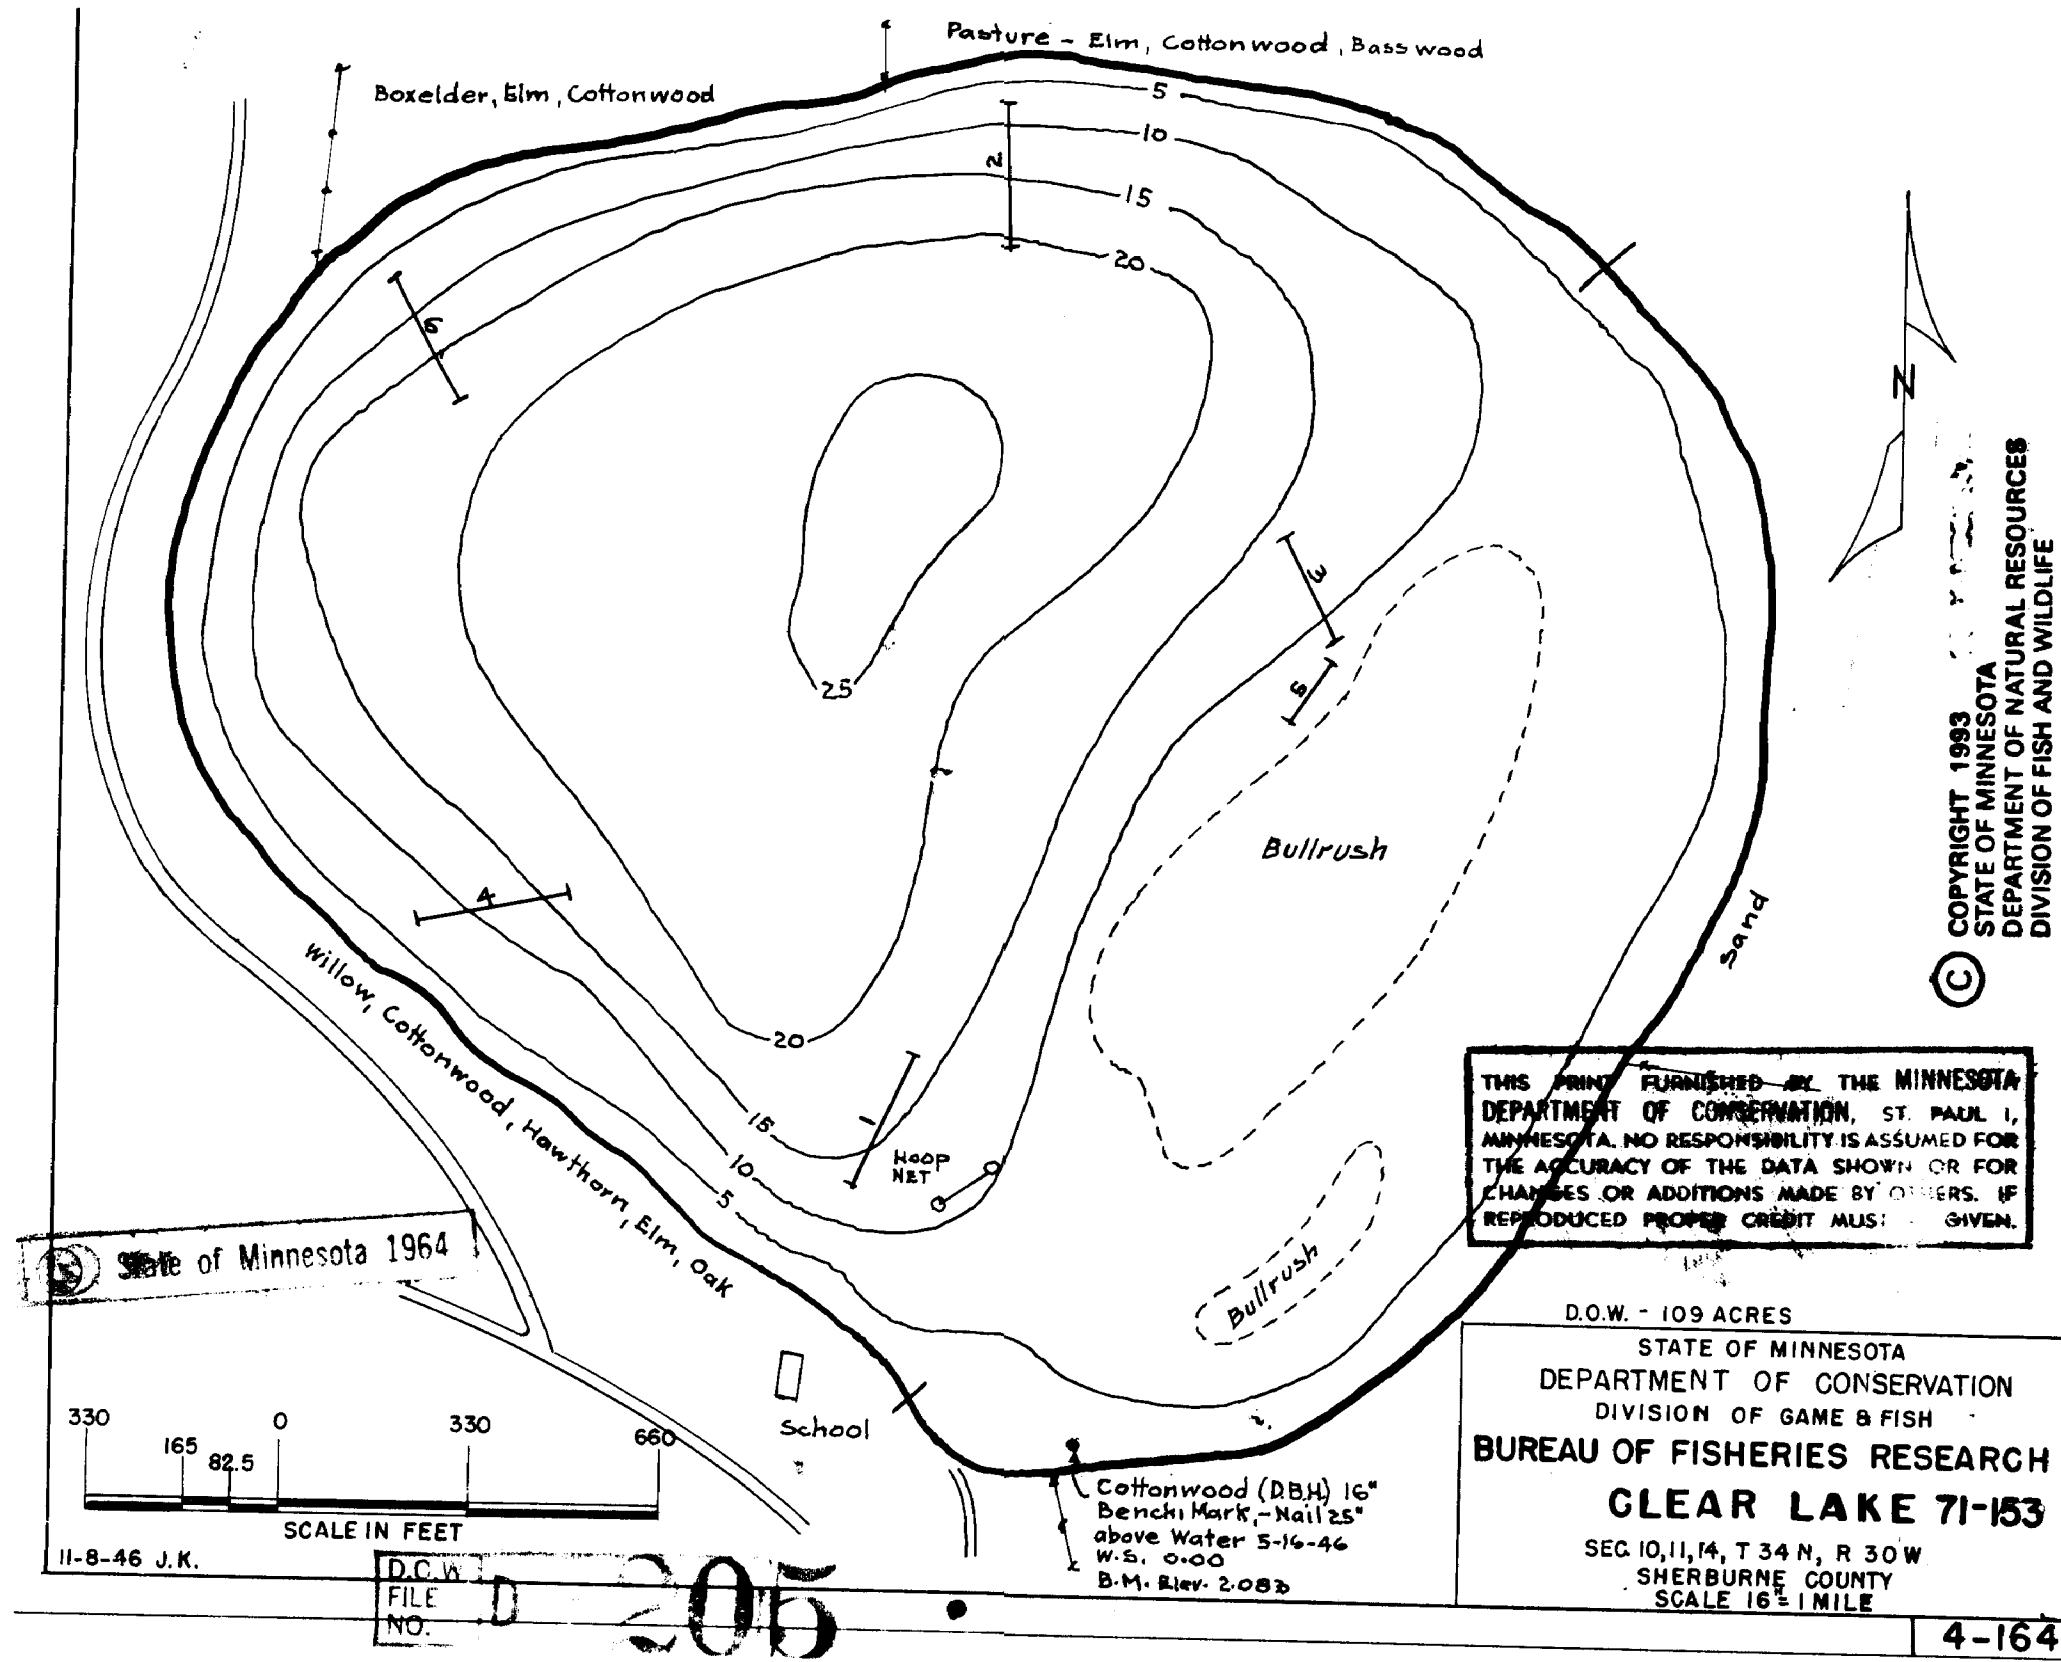 Pasture - Elm, Cottonwood, Basswood
Boxelder, Elm, Cottonwood
5
10
2
15
20
6
N
3
25
5
Bullrush
4
Sand
Willow, Cottonwood, Hawthorn, Elm, Oak
20
1
15
HOOP
NET
10
5
Bullrush
© COPYRIGHT 1993
STATE OF MINNESOTA
DEPARTMENT OF NATURAL RESOURCES
DIVISION OF FISH AND WILDLIFE
THIS PRINT FURNISHED BY THE MINNESOTA
DEPARTMENT OF CONSERVATION, ST. PAUL 1,
MINNESOTA. NO RESPONSIBILITY IS ASSUMED FOR
THE ACCURACY OF THE DATA SHOWN OR FOR
CHANGES OR ADDITIONS MADE BY OTHERS. IF
REPRODUCED PROPER CREDIT MUST GIVEN.
State of Minnesota 1964
School
330 0 330 660
165 82.5
SCALE IN FEET
11-8-46 J.K.
Cottonwood (D.B.H.) 16"
Bench Mark,-Nail 25"
above Water 5-16-46
W.S. 0.00
B.M. Elev. 2.083
D.O.W. - 109 ACRES
STATE OF MINNESOTA
DEPARTMENT OF CONSERVATION
DIVISION OF GAME & FISH
BUREAU OF FISHERIES RESEARCH
CLEAR LAKE 71-153
SEC. 10,11,14, T 34 N, R 30 W
SHERBURNE COUNTY
SCALE 16"= 1 MILE
D.O.W.
FILE
NO.
D 205
4-164